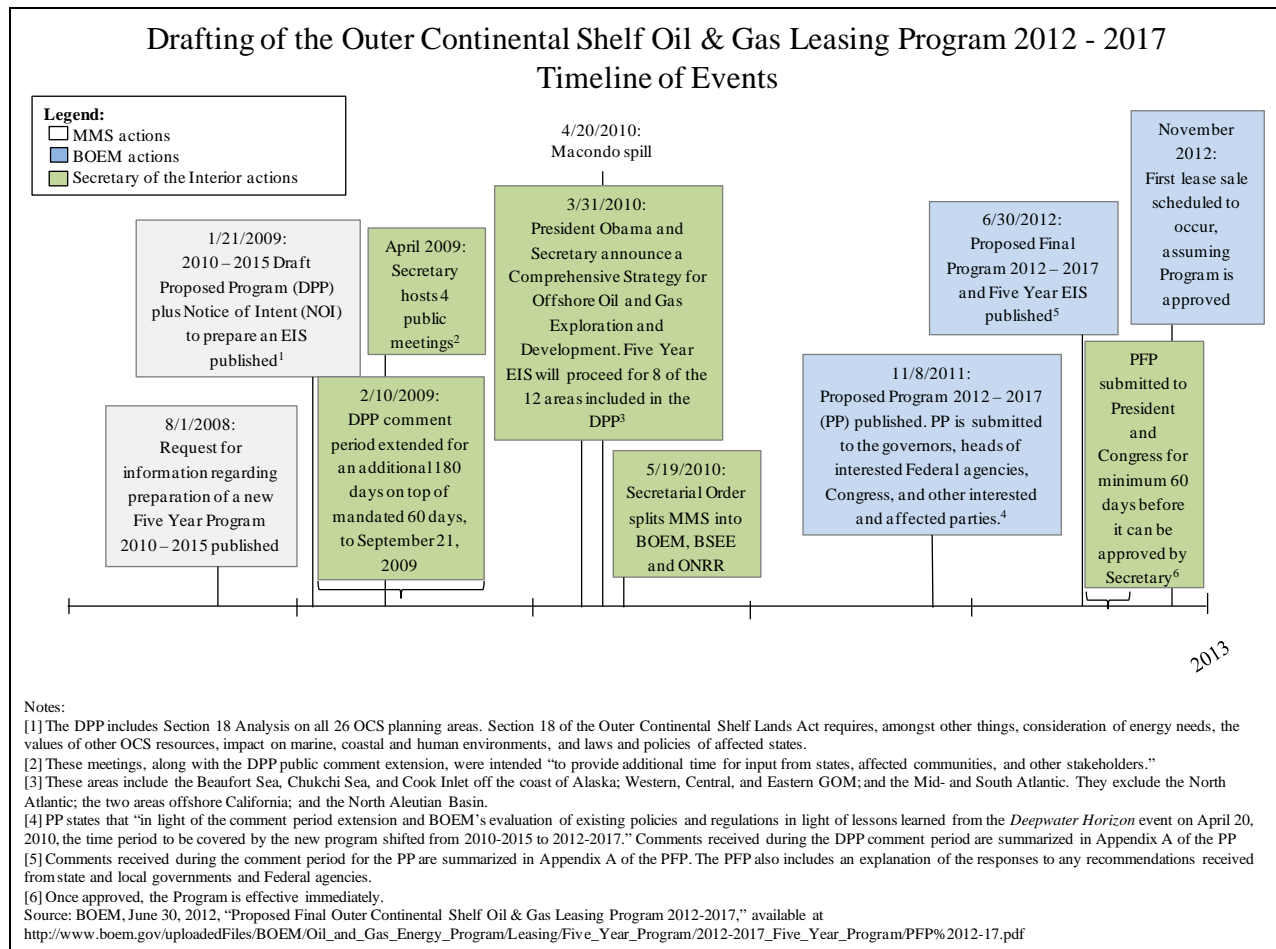 Drafting of the Outer Continental Shelf Oil & Gas Leasing Program 2012 - 2017
Timeline of Events
Legend:
MMS actions
BOEM actions
Secretary of the Interior actions
8/1/2008:
Request for
information regarding
preparation of a new
Five Year Program
2010 – 2015 published
1/21/2009:
2010 – 2015 Draft
Proposed Program (DPP)
plus Notice of Intent (NOI)
to prepare an EIS
published1
April 2009:
Secretary
hosts 4
public
meetings2
2/10/2009:
DPP comment
period extended for
an additional 180
days on top of
mandated 60 days,
to September 21,
2009
4/20/2010:
Macondo spill
3/31/2010:
President Obama and
Secretary announce a
Comprehensive Strategy for
Offshore Oil and Gas
Exploration and
Development. Five Year
EIS will proceed for 8 of the
12 areas included in the
DPP3
5/19/2010:
Secretarial Order
splits MMS into
BOEM, BSEE
and ONRR
11/8/2011:
Proposed Program 2012 – 2017
(PP) published. PP is submitted
to the governors, heads of
interested Federal agencies,
Congress, and other interested
and affected parties.4
6/30/2012:
Proposed Final
Program 2012 – 2017
and Five Year EIS
published5
November
2012:
First lease sale
scheduled to
occur,
assuming
Program is
approved
PFP
submitted to
President
and
Congress for
minimum 60
days before
it can be
approved by
Secretary6
2013
Notes:
[1] The DPP includes Section 18 Analysis on all 26 OCS planning areas. Section 18 of the Outer Continental Shelf Lands Act requires, amongst other things, consideration of energy needs, the
values of other OCS resources, impact on marine, coastal and human environments, and laws and policies of affected states.
[2] These meetings, along with the DPP public comment extension, were intended “to provide additional time for input from states, affected communities, and other stakeholders.”
[3] These areas include the Beaufort Sea, Chukchi Sea, and Cook Inlet off the coast of Alaska; Western, Central, and Eastern GOM; and the Mid- and South Atlantic. They exclude the North
Atlantic; the two areas offshore California; and the North Aleutian Basin.
[4] PP states that “in light of the comment period extension and BOEM’s evaluation of existing policies and regulations in light of lessons learned from the Deepwater Horizon event on April 20,
2010, the time period to be covered by the new program shifted from 2010-2015 to 2012-2017.” Comments received during the DPP comment period are summarized in Appendix A of the PP
[5] Comments received during the comment period for the PP are summarized in Appendix A of the PFP. The PFP also includes an explanation of the responses to any recommendations received
from state and local governments and Federal agencies.
[6] Once approved, the Program is effective immediately.
Source: BOEM, June 30, 2012, “Proposed Final Outer Continental Shelf Oil & Gas Leasing Program 2012-2017,” available at
http://www.boem.gov/uploadedFiles/BOEM/Oil_and_Gas_Energy_Program/Leasing/Five_Year_Program/2012-2017_Five_Year_Program/PFP%2012-17.pdf